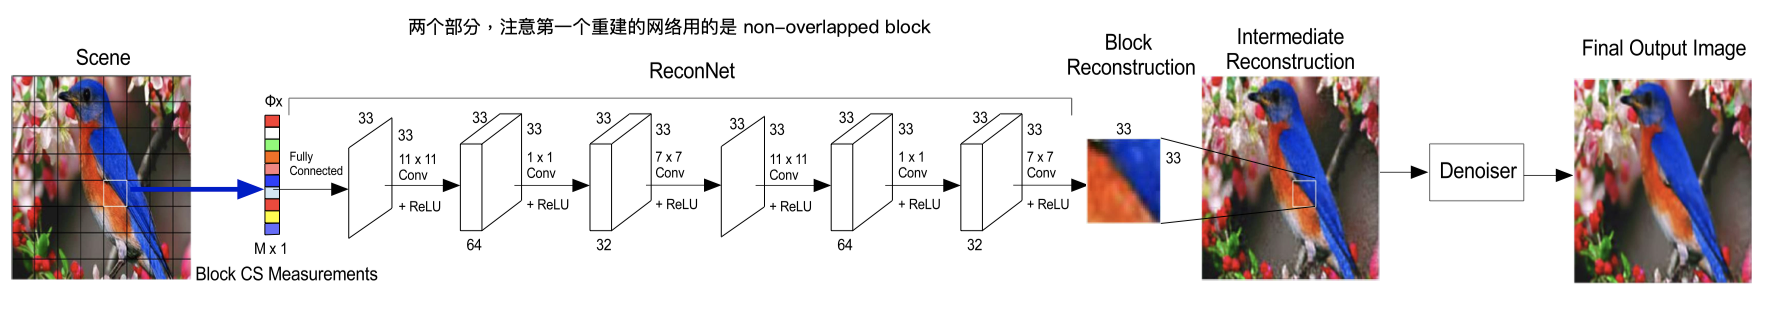 两个部分，注意第一个重建的网络用的是 non-overlapped block
Scene
ReconNet
Block
Reconstruction
Intermediate
Reconstruction
Final Output Image
Φx
Fully
Connected
M x 1
Block CS Measurements
33
33
11 x 11
Conv
+ ReLU
33
33
64
1 x 1
Conv
+ ReLU
33
33
32
7 x 7
Conv
+ ReLU
33
33
11 x 11
Conv
+ ReLU
33
33
64
1 x 1
Conv
+ ReLU
33
33
32
7 x 7
Conv
+ ReLU
33
33
Denoiser